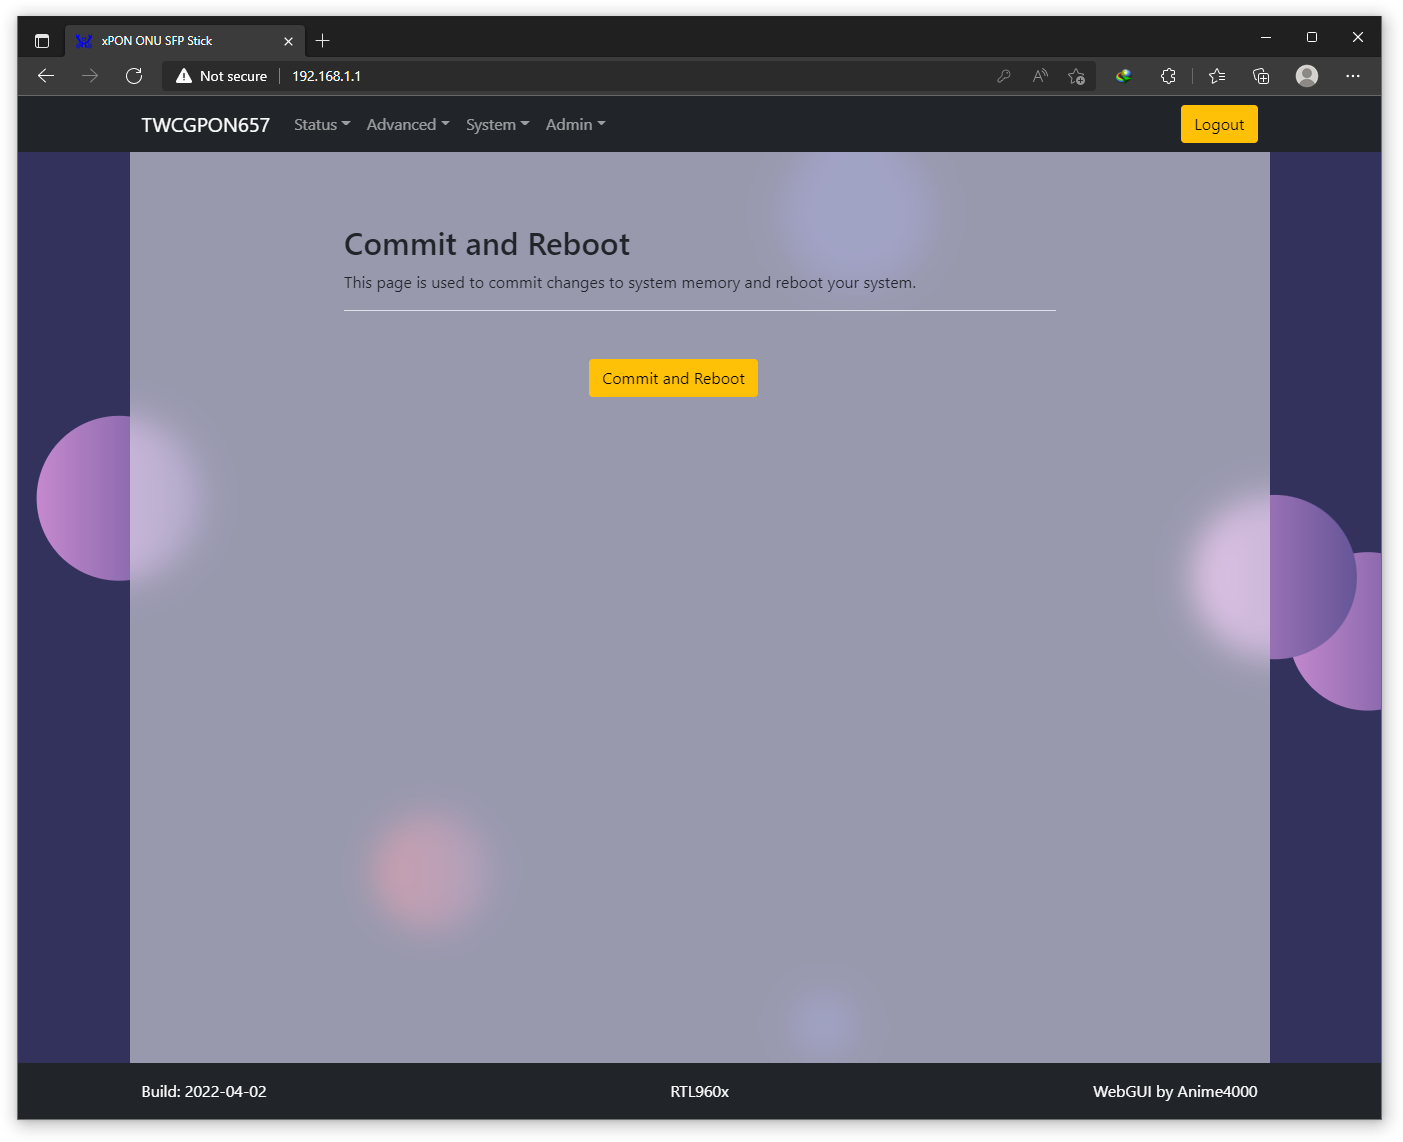 xPON ONU SFP Stick
Not secure
192.168.1.1
TWCGPON657
Status
Advanced
System
Admin
Logout
Commit and Reboot
This page is used to commit changes to system memory and reboot your system.
Commit and Reboot
Build: 2022-04-02
RTL960x
WebGUI by Anime4000